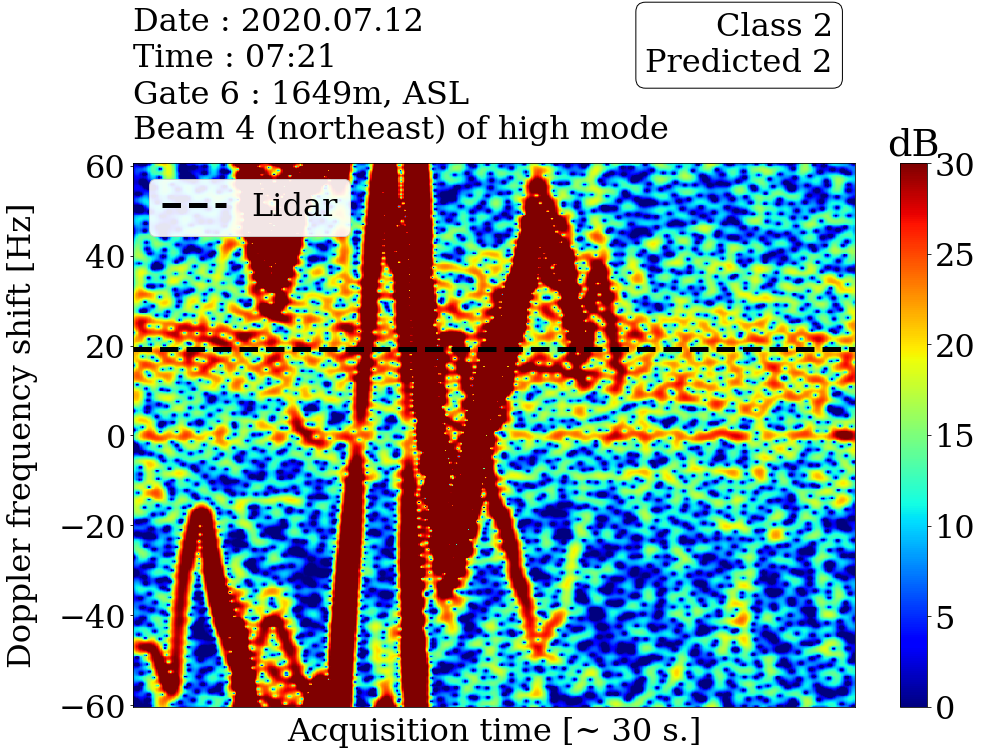 Date : 2020.07.12
Time : 07:21
Gate 6 : 1649m, ASL
Beam 4 (northeast) of high mode
Class 2
Predicted 2
dB
Lidar
Doppler frequency shift [Hz]
60
40
20
0
−20
−40
−60
Acquisition time [~ 30 s.]
30
25
20
15
10
5
0